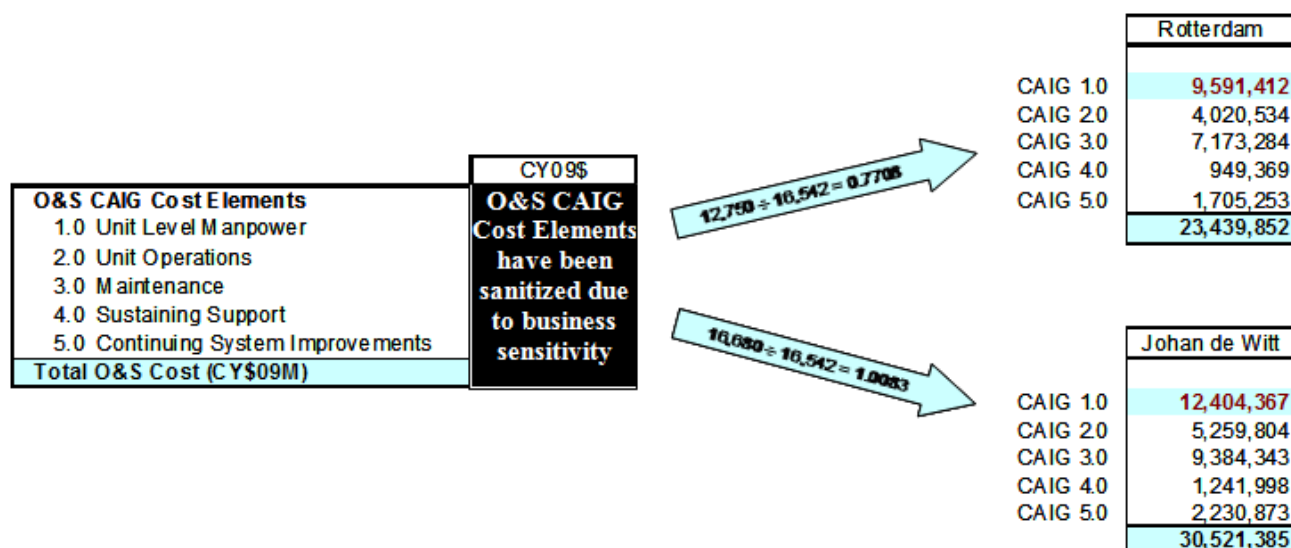 CY09$
O&S CAIG Cost Elements
1.0 Unit Level Manpower
2.0 Unit Operations
3.0 Maintenance
4.0 Sustaining Support
5.0 Continuing System Improvements
Total O&S Cost (CY$09M)
O&S CAIG
Cost Elements
have been
sanitized due
to business
sensitivity
12,750 ÷ 16,542 = 0.7708
16,680 ÷ 16,542 = 1.0083
Rotterdam
CAIG 1.0 9,591,412
CAIG 2.0 4,020,534
CAIG 3.0 7,173,284
CAIG 4.0 949,369
CAIG 5.0 1,705,253
23,439,852
Johan de Witt
CAIG 1.0 12,404,367
CAIG 2.0 5,259,804
CAIG 3.0 9,384,343
CAIG 4.0 1,241,998
CAIG 5.0 2,230,873
30,521,385